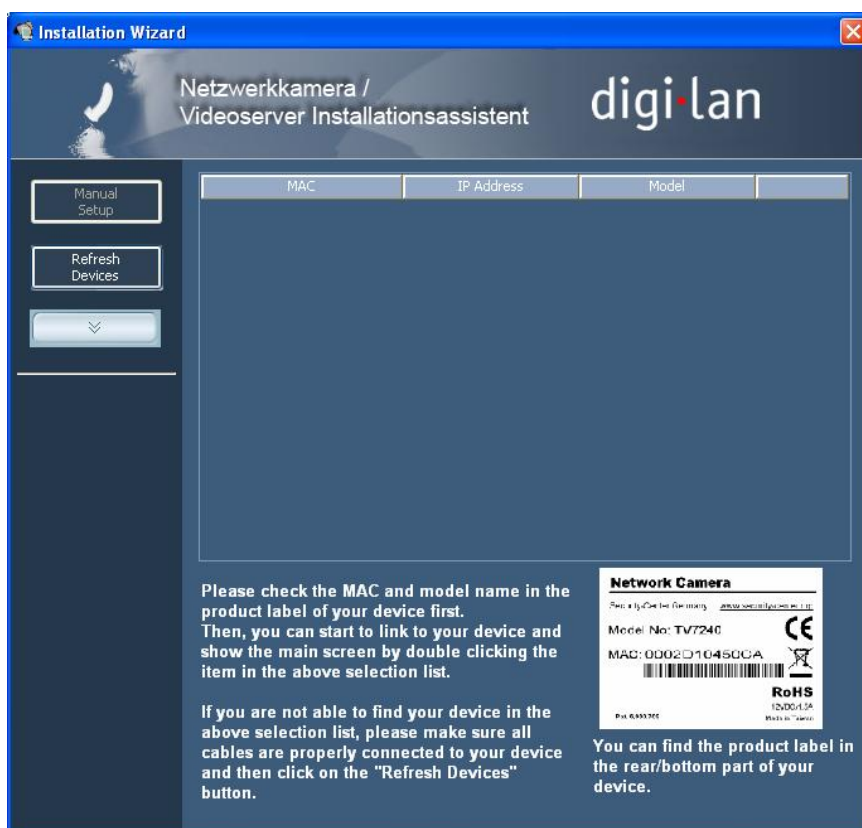 Installation Wizard
Netzwerkkamera /
Videoserver Installationsassistent
digi·lan
Manual
Setup
Refresh
Devices
MAC
IP Address
Model
Please check the MAC and model name in the
product label of your device first.
Then, you can start to link to your device and
show the main screen by double clicking the
item in the above selection list.
If you are not able to find your device in the
above selection list, please make sure all
cables are properly connected to your device
and then click on the "Refresh Devices"
button.
Network Camera
Model No: TV7240
MAC: 0002D10450CA
CE
RoHS
Made in Taiwan
You can find the product label in
the rear/bottom part of your
device.